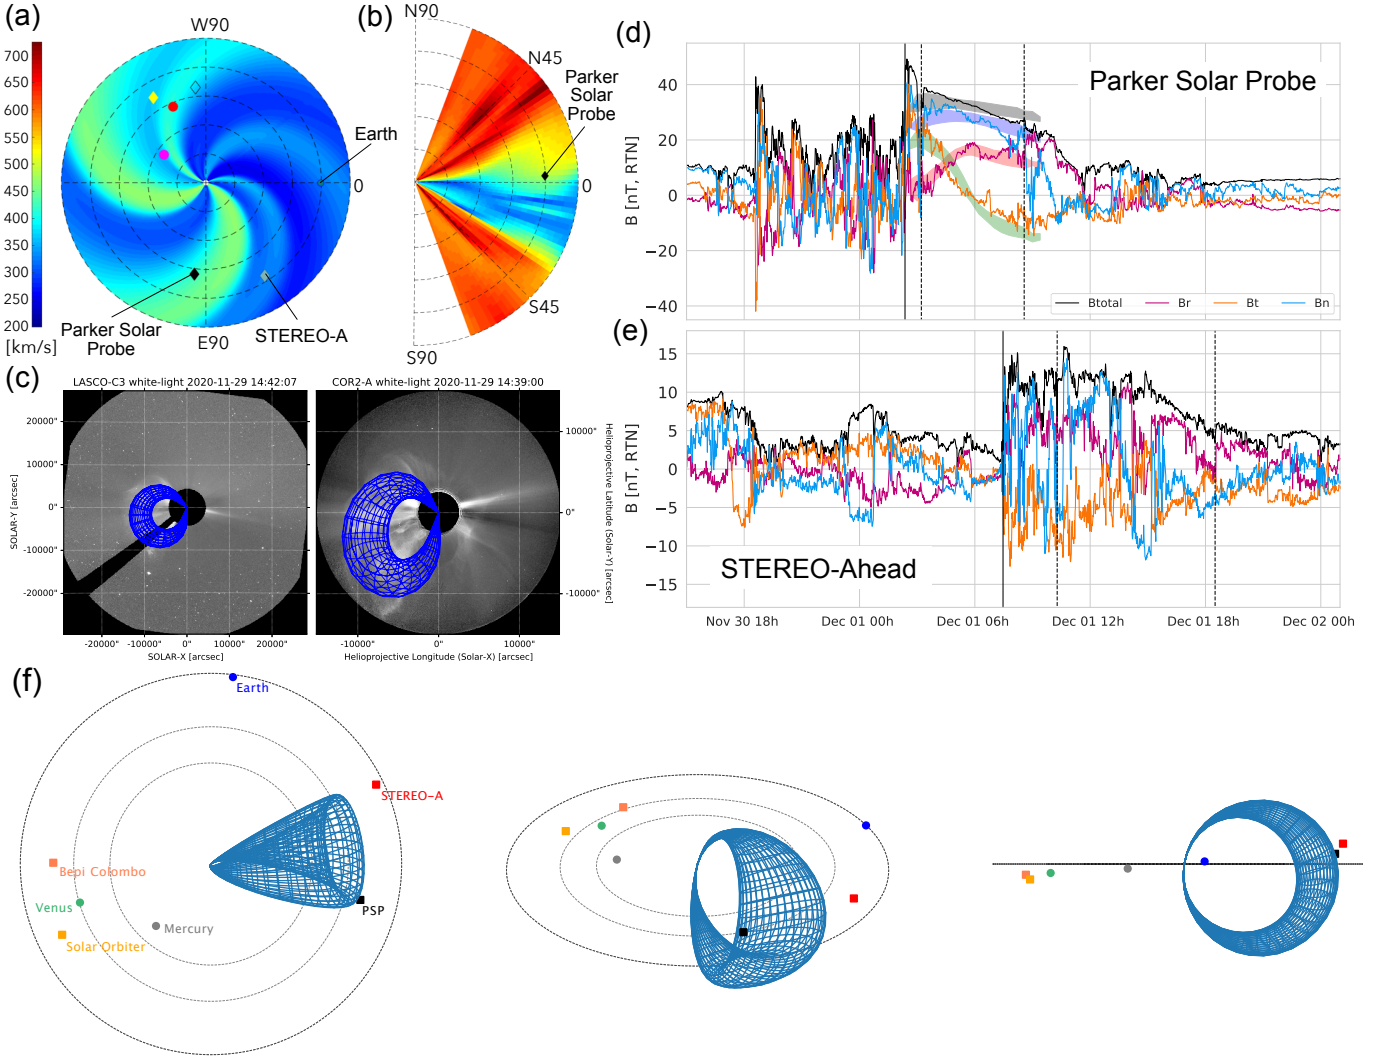 (a)
W90
700
650
600
550
500
450
400
350
300
250
200
[km/s]
Earth
0
Parker Solar
Probe
E90
STEREO-A
(b)
N90
N45
Parker
Solar
Probe
0
S45
S90
(c)
LASCO-C3 white-light 2020-11-29 14:42:07
20000"
10000"
0"
-10000"
-20000"
SOLAR-Y [arcsec]
-20000" -10000" 0" 10000" 20000"
SOLAR-X [arcsec]
COR2-A white-light 2020-11-29 14:39:00
10000"
0"
-10000"
Helioprojective Latitude (Solar-Y) [arcsec]
-10000" 0" 10000"
Helioprojective Longitude (Solar-X) [arcsec]
(d)
Parker Solar Probe
B [nT, RTN]
40
20
0
−20
−40
Btotal Br Bt Bn
(e)
STEREO-Ahead
B [nT, RTN]
15
10
5
0
−5
−10
−15
Nov 30 18h Dec 01 00h Dec 01 06h Dec 01 12h Dec 01 18h Dec 02 00h
(f)
Earth
STEREO-A
Bepi Colombo
Venus
Mercury
PSP
Solar Orbiter